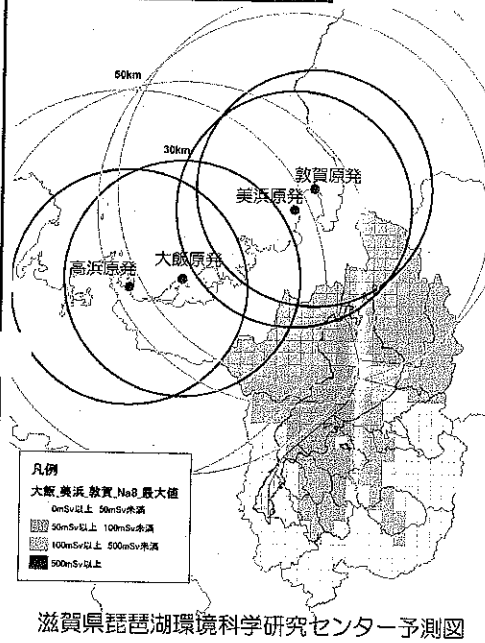 50km
30km
敦賀原発
美浜原発
大飯原発
高浜原発
凡例
大飯_美浜_敦賀_No8_最大値
0mSv以上 50mSv未満
50mSv以上 100mSv未満
100mSv以上 500mSv未満
500mSv以上
滋賀県琵琶湖環境科学研究センター予測図